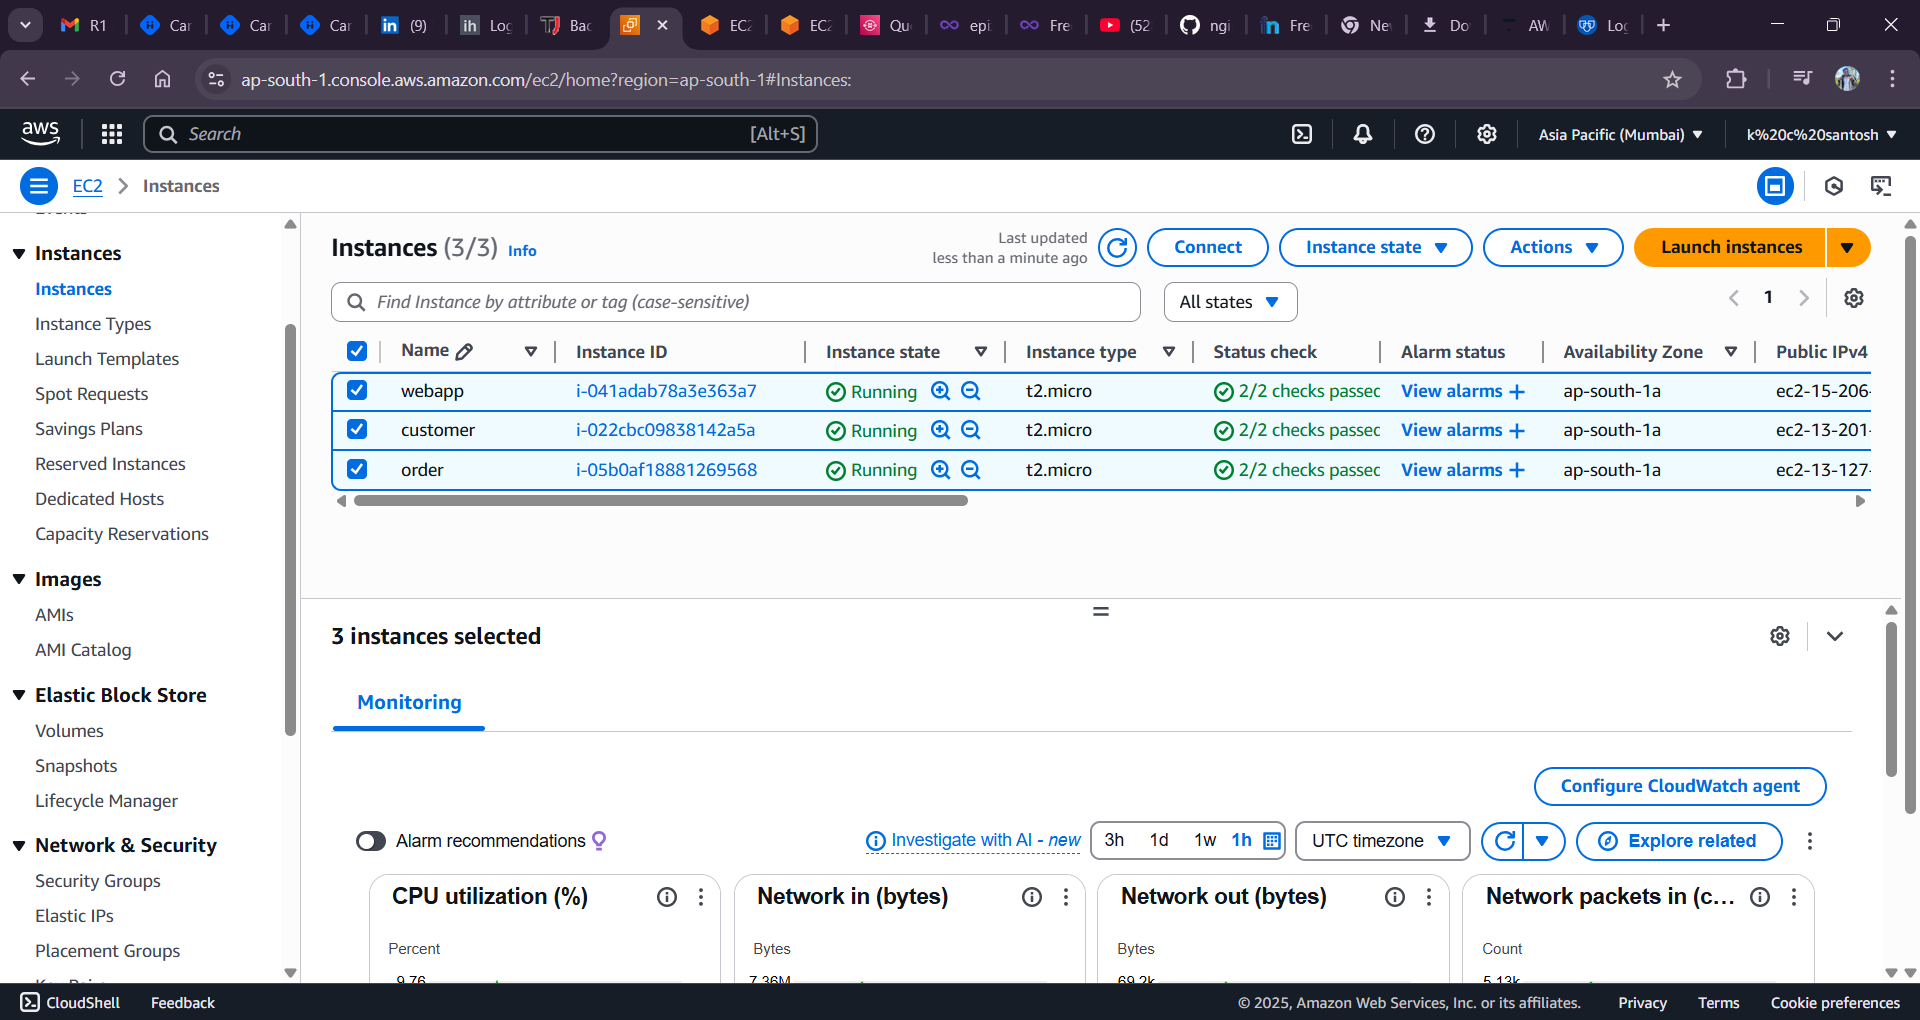 R1
Car
Car
Car
(9)
Log
Bac
EC2
EC2
Qu
epi
Fre
(52
ngi
Fre
Ne
Do
AW
Log
ap-south-1.console.aws.amazon.com/ec2/home?region=ap-south-1#Instances:
aws
Search
[Alt+S]
Asia Pacific (Mumbai)
k%20c%20santosh
EC2
Instances
Events
Instances
Instances
Instance Types
Launch Templates
Spot Requests
Savings Plans
Reserved Instances
Dedicated Hosts
Capacity Reservations
Images
AMIs
AMI Catalog
Elastic Block Store
Volumes
Snapshots
Lifecycle Manager
Network & Security
Security Groups
Elastic IPs
Placement Groups
Instances (3/3) Info
Last updated
less than a minute ago
Connect
Instance state
Actions
Launch instances
Find Instance by attribute or tag (case-sensitive)
All states
1
Name Instance ID Instance state Instance type Status check Alarm status Availability Zone Public IPv4
webapp i-041adab78a3e363a7 Running t2.micro 2/2 checks passed View alarms + ap-south-1a ec2-15-206-
customer i-022cbc09838142a5a Running t2.micro 2/2 checks passed View alarms + ap-south-1a ec2-13-201-
order i-05b0af18881269568 Running t2.micro 2/2 checks passed View alarms + ap-south-1a ec2-13-127-
3 instances selected
Monitoring
Configure CloudWatch agent
Alarm recommendations
Investigate with AI - new
3h 1d 1w 1h
UTC timezone
Explore related
CPU utilization (%)
Percent
9.76
Network in (bytes)
Bytes
7.36M
Network out (bytes)
Bytes
69.2k
Network packets in (c...
Count
5.13k
CloudShell
Feedback
© 2025, Amazon Web Services, Inc. or its affiliates.
Privacy
Terms
Cookie preferences